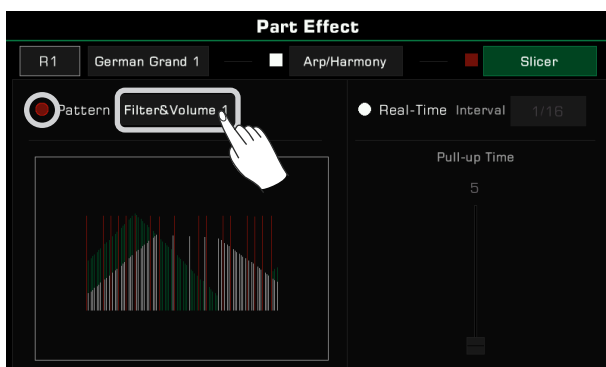 Part Effect
R1 German Grand 1 Arp/Harmony Slicer
Pattern Filter&Volume 1 Real-Time Interval 1/16
Pull-up Time
5